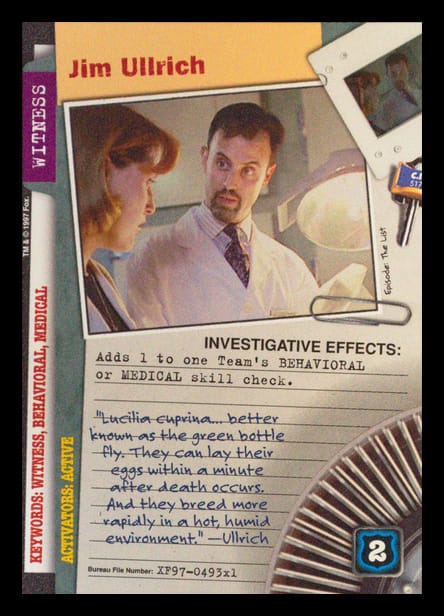 Jim Ullrich
WITNESS
TM & © 1997 Fox.
KEYWORDS: WITNESS, BEHAVIORAL, MEDICAL
ACTIVATORS: ACTIVE
Episode: The List
INVESTIGATIVE EFFECTS:
Adds 1 to one Team's BEHAVIORAL
or MEDICAL skill check.
"Lucilia cuprina... better
known as the green bottle
fly. They can lay their
eggs within a minute
after death occurs.
And they breed more
rapidly in a hot, humid
environment." —Ullrich
Bureau File Number: XF97-0493x1
2